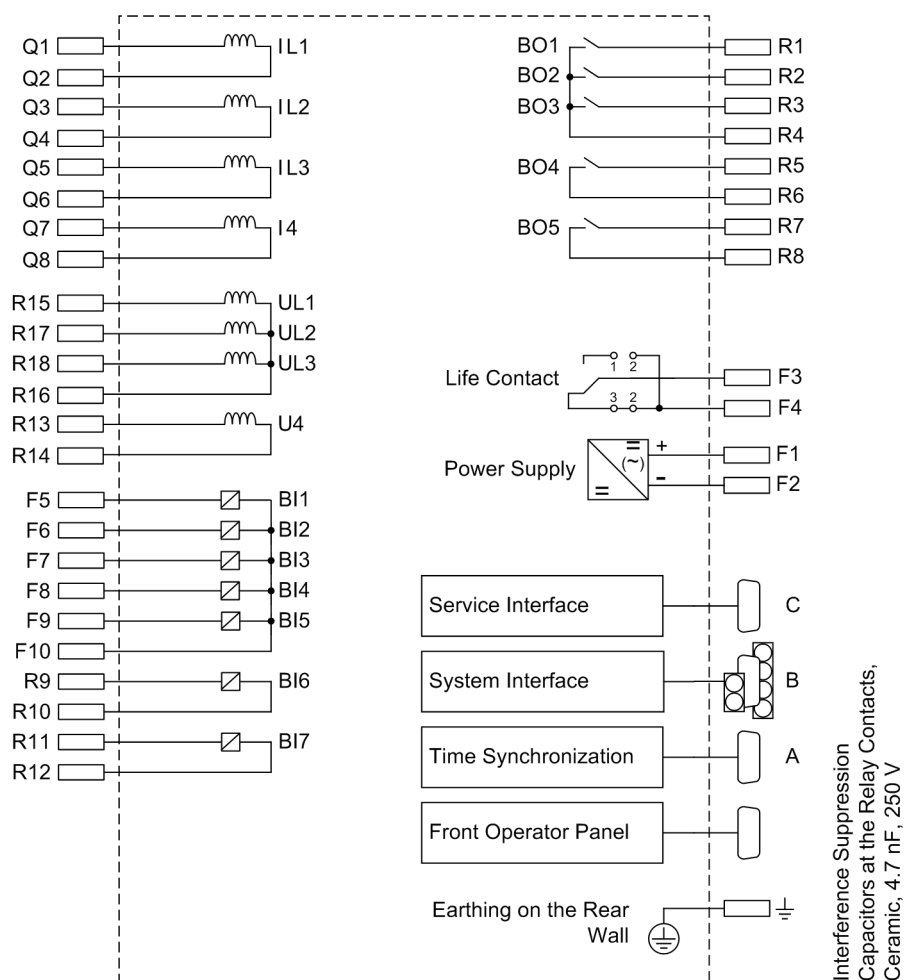 Q1 IL1 BO1 R1
Q2 BO2 R2
Q3 IL2 BO3 R3
Q4 R4
Q5 IL3 BO4 R5
Q6 R6
Q7 I4 BO5 R7
Q8 R8
R15 UL1
R17 UL2
R18 UL3 1 2
Life Contact F3
R16 3 2 F4
R13 U4
R14 = + F1
Power Supply (~)
= - F2
F5 BI1
F6 BI2
F7 BI3
F8 BI4
F9 BI5
F10
R9 BI6
R10
R11 BI7
R12
Service Interface C
System Interface B
Time Synchronization A
Front Operator Panel
Earthing on the Rear
Wall
Interference Suppression
Capacitors at the Relay Contacts,
Ceramic, 4.7 nF, 250 V